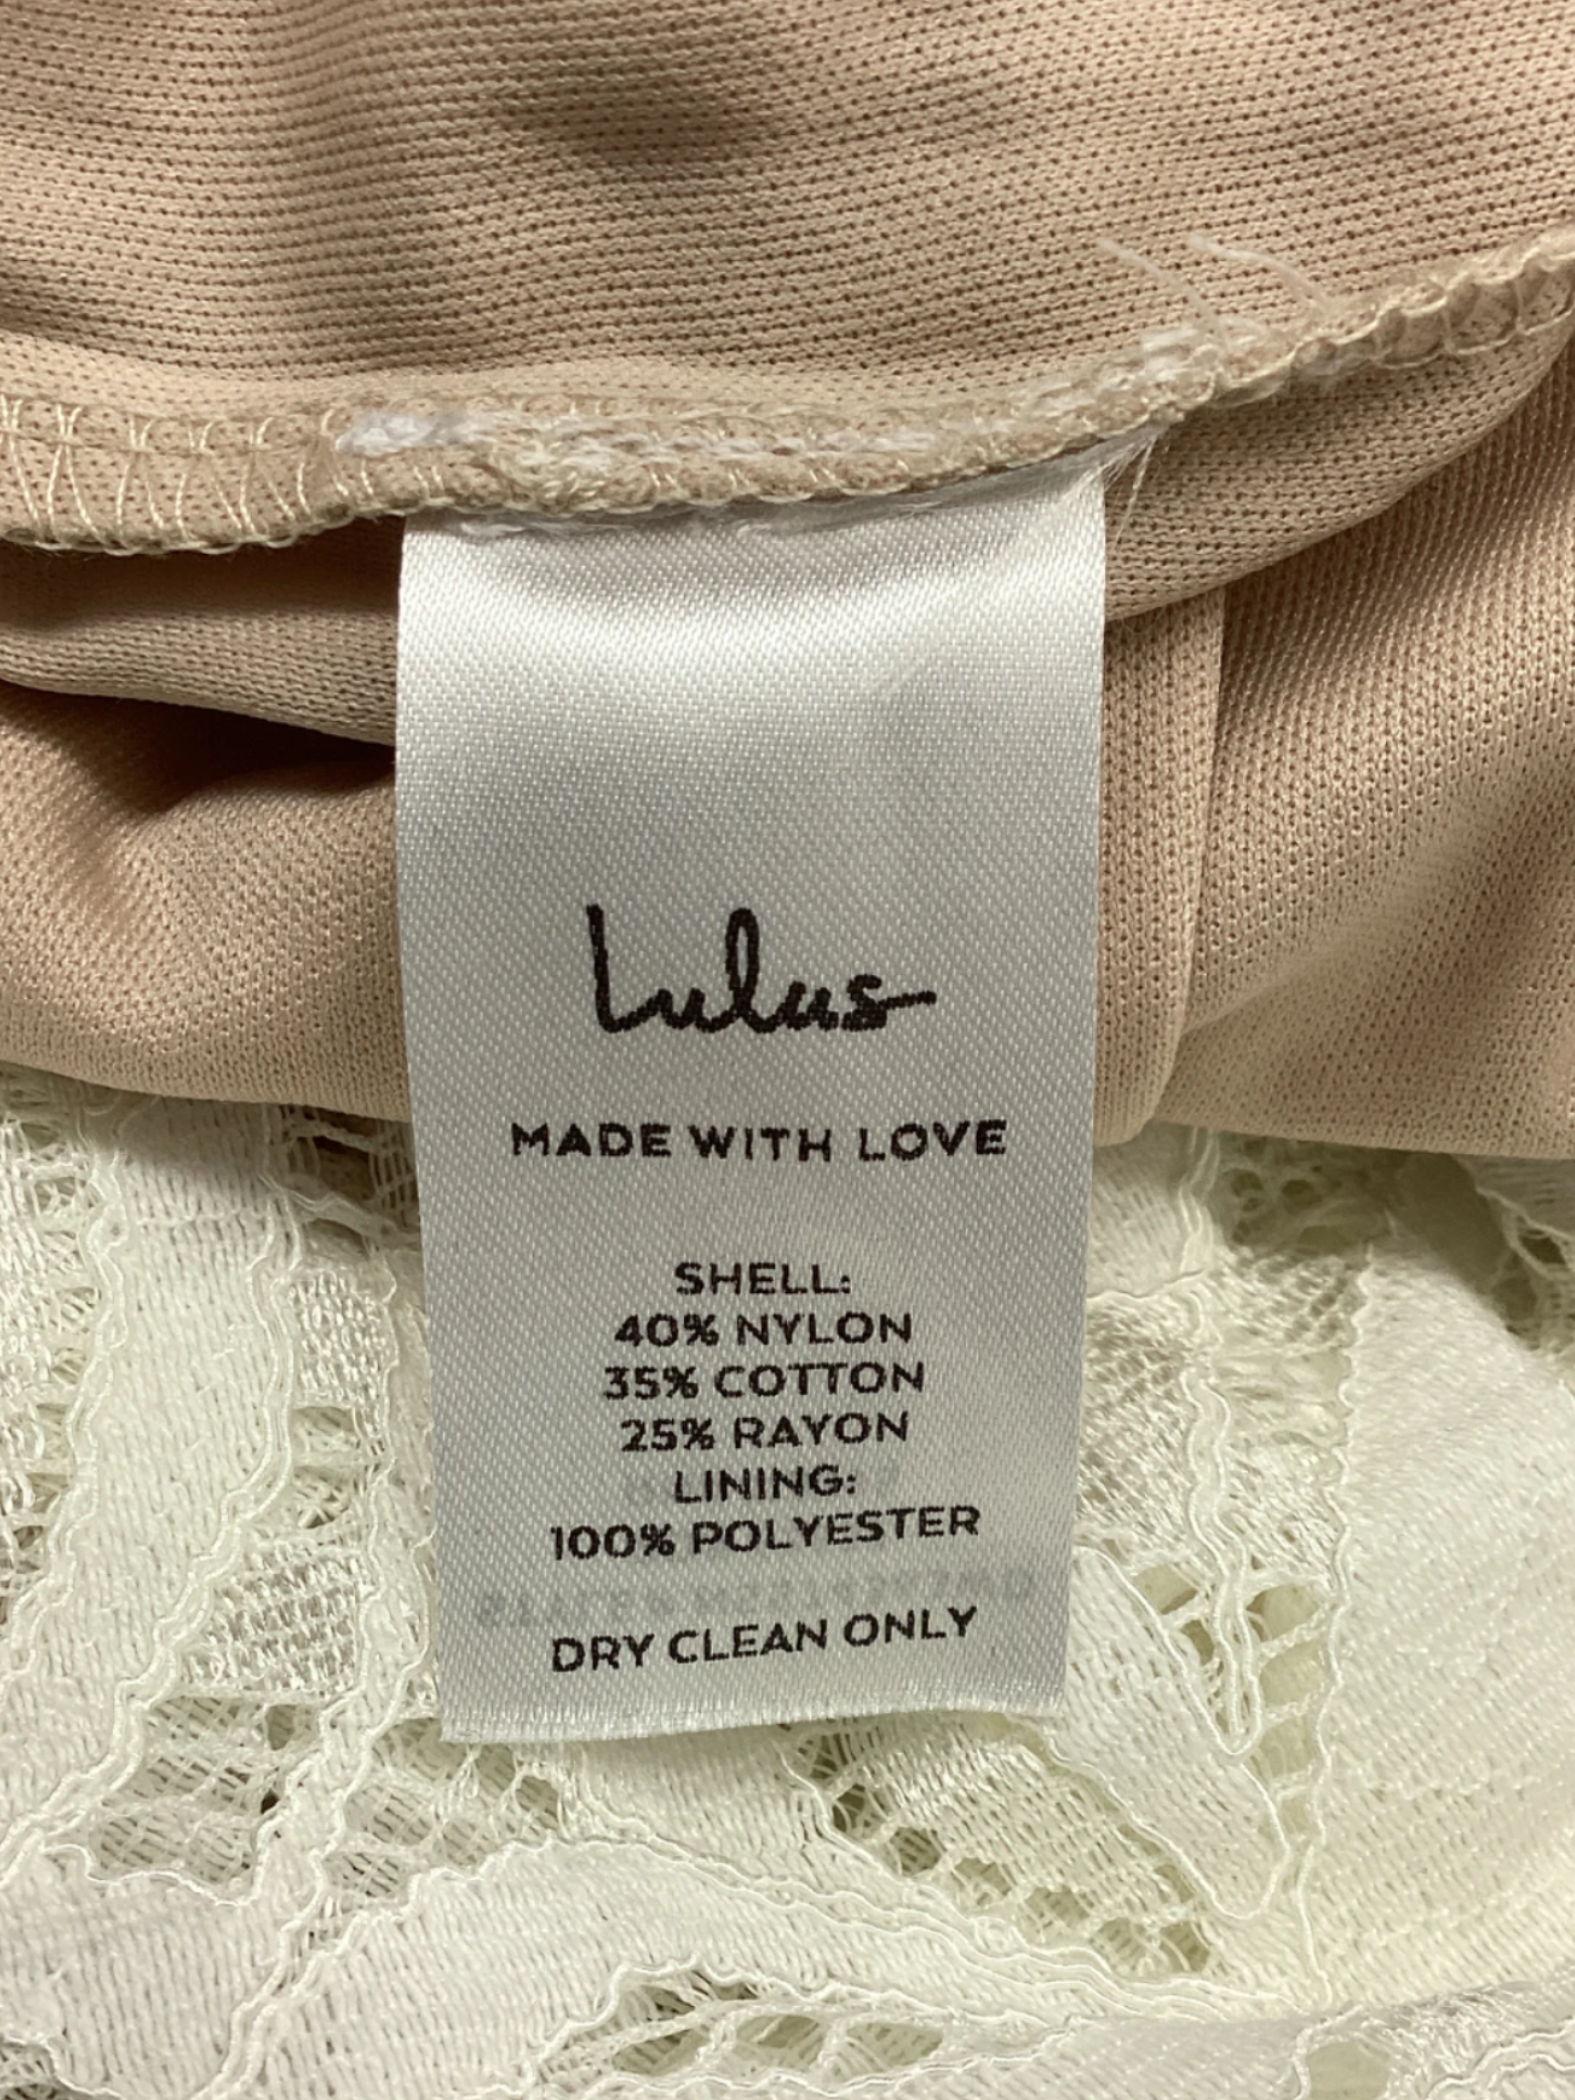 Lulus
MADE WITH LOVE
SHELL:
40% NYLON
35% COTTON
25% RAYON
LINING:
100% POLYESTER
DRY CLEAN ONLY